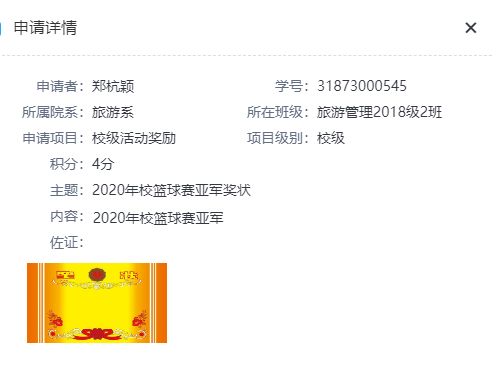 申请详情
申请者： 郑杭颖 学号： 31873000545
所属院系： 旅游系 所在班级： 旅游管理2018级2班
申请项目： 校级活动奖励 项目级别： 校级
积分： 4分
主题： 2020年校篮球赛亚军奖状
内容： 2020年校篮球赛亚军
佐证：